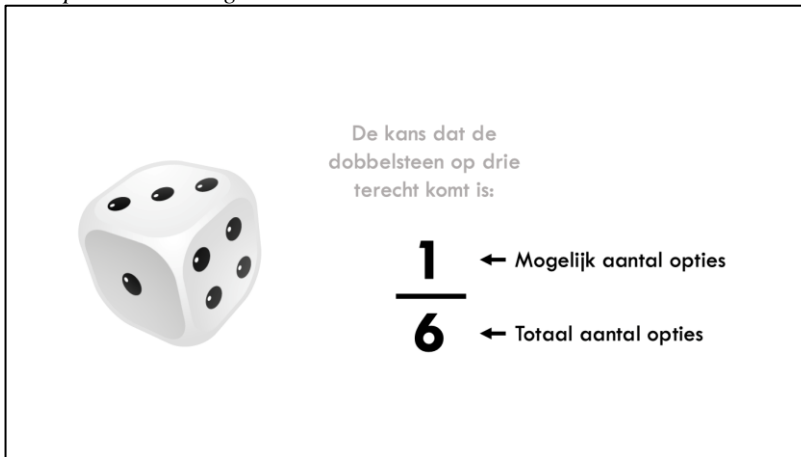 De kans dat de
dobbelsteen op drie
terecht komt is:
1
← Mogelijk aantal opties
6
← Totaal aantal opties